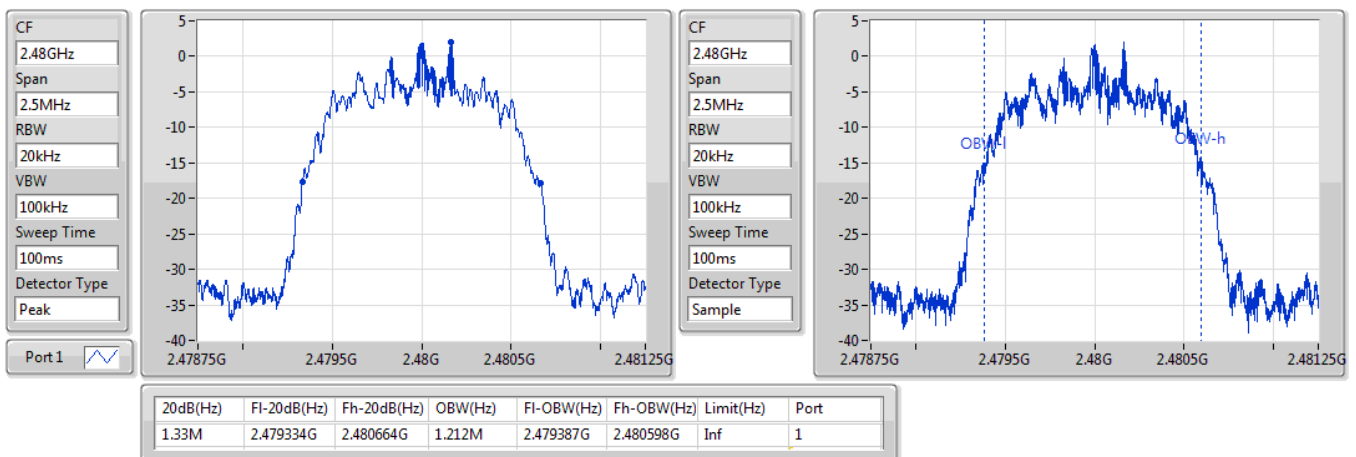 CF
2.48GHz
Span
2.5MHz
RBW
20kHz
VBW
100kHz
Sweep Time
100ms
Detector Type
Peak
Port 1
5
0
-5
-10
-15
-20
-25
-30
-35
-40
2.47875G 2.4795G 2.48G 2.4805G 2.48125G
CF
2.48GHz
Span
2.5MHz
RBW
20kHz
VBW
100kHz
Sweep Time
100ms
Detector Type
Sample
5
0
-5
-10
-15
-20
-25
-30
-35
-40
OBW-l OBW-h
2.47875G 2.4795G 2.48G 2.4805G 2.48125G
20dB(Hz) Fl-20dB(Hz) Fh-20dB(Hz) OBW(Hz) Fl-OBW(Hz) Fh-OBW(Hz) Limit(Hz) Port
1.33M 2.479334G 2.480664G 1.212M 2.479387G 2.480598G Inf 1